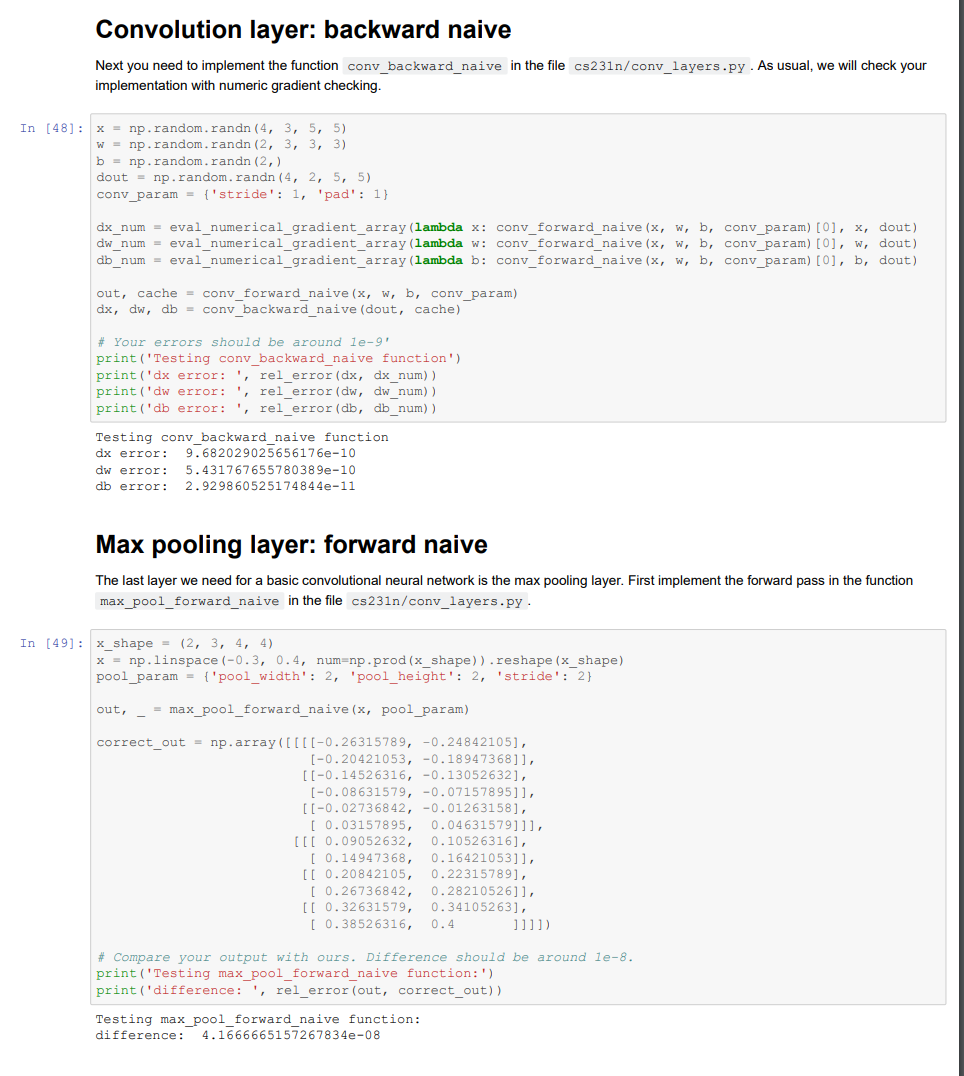 Convolution layer: backward naive
Next you need to implement the function conv_backward_naive in the file cs231n/conv_layers.py . As usual, we will check your
implementation with numeric gradient checking.
In [48]: x = np.random.randn(4, 3, 5, 5)
w = np.random.randn(2, 3, 3, 3)
b = np.random.randn(2,)
dout = np.random.randn(4, 2, 5, 5)
conv_param = {'stride': 1, 'pad': 1}
dx_num = eval_numerical_gradient_array(lambda x: conv_forward_naive(x, w, b, conv_param)[0], x, dout)
dw_num = eval_numerical_gradient_array(lambda w: conv_forward_naive(x, w, b, conv_param)[0], w, dout)
db_num = eval_numerical_gradient_array(lambda b: conv_forward_naive(x, w, b, conv_param)[0], b, dout)
out, cache = conv_forward_naive(x, w, b, conv_param)
dx, dw, db = conv_backward_naive(dout, cache)
# Your errors should be around 1e-9'
print('Testing conv_backward_naive function')
print('dx error: ', rel_error(dx, dx_num))
print('dw error: ', rel_error(dw, dw_num))
print('db error: ', rel_error(db, db_num))
Testing conv_backward_naive function
dx error:  9.682029025656176e-10
dw error:  5.431767655780389e-10
db error:  2.929860525174844e-11
Max pooling layer: forward naive
The last layer we need for a basic convolutional neural network is the max pooling layer. First implement the forward pass in the function
max_pool_forward_naive in the file cs231n/conv_layers.py .
In [49]: x_shape = (2, 3, 4, 4)
x = np.linspace(-0.3, 0.4, num=np.prod(x_shape)).reshape(x_shape)
pool_param = {'pool_width': 2, 'pool_height': 2, 'stride': 2}
out, _ = max_pool_forward_naive(x, pool_param)
correct_out = np.array([[[[-0.26315789, -0.24842105],
[-0.20421053, -0.18947368]],
[[-0.14526316, -0.13052632],
[-0.08631579, -0.07157895]],
[[-0.02736842, -0.01263158],
[ 0.03157895,  0.04631579]]],
[[[ 0.09052632,  0.10526316],
[ 0.14947368,  0.16421053]],
[[ 0.20842105,  0.22315789],
[ 0.26736842,  0.28210526]],
[[ 0.32631579,  0.34105263],
[ 0.38526316,  0.4       ]]]])
# Compare your output with ours. Difference should be around 1e-8.
print('Testing max_pool_forward_naive function:')
print('difference: ', rel_error(out, correct_out))
Testing max_pool_forward_naive function:
difference:  4.1666665157267834e-08